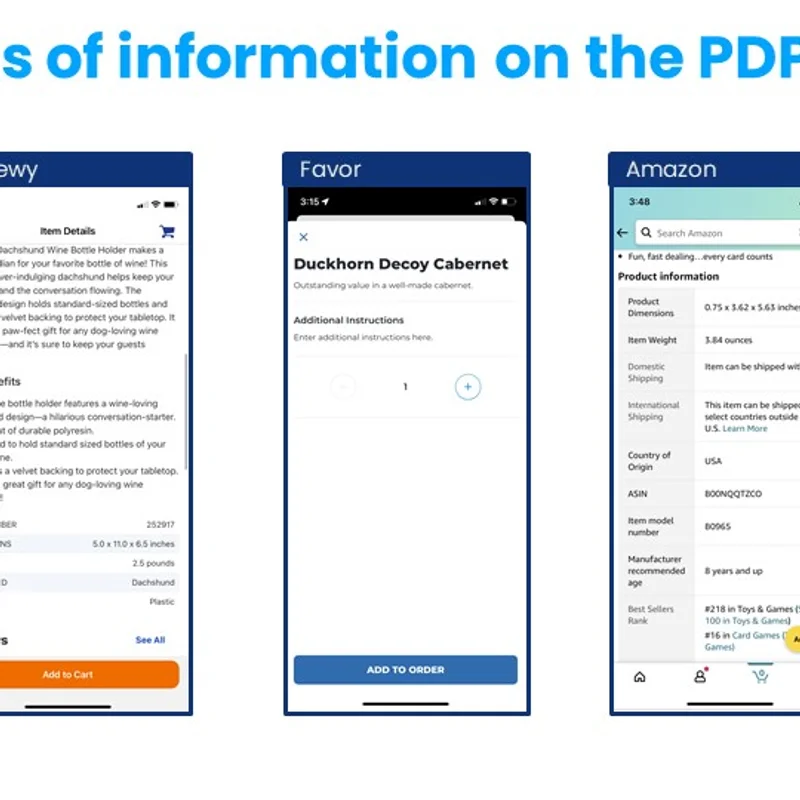 s of information on the PDP
ewy
Item Details
Dachshund Wine Bottle Holder makes a
dian for your favorite bottle of wine! This
ver-indulging dachshund helps keep your
and the conversation flowing. The
design holds standard-sized bottles and
velvet backing to protect your tabletop. It
paw-fect gift for any dog-loving wine
—and it's sure to keep your guests
efits
e bottle holder features a wine-loving
d design—a hilarious conversation-starter.
ut of durable polyresin.
d to hold standard sized bottles of your
ne.
s a velvet backing to protect your tabletop.
great gift for any dog-loving wine
!
BER 252917
NS 5.0 x 11.0 x 6.5 inches
2.5 pounds
D Dachshund
Plastic
rs See All
Add to Cart
Favor
3:15
Duckhorn Decoy Cabernet
Outstanding value in a well-made cabernet.
Additional Instructions
Enter additional instructions here.
1
ADD TO ORDER
Amazon
3:48
Search Amazon
• Fun, fast dealing...every card counts
Product information
Product
Dimensions
0.75 x 3.62 x 5.63 inches
Item Weight 3.84 ounces
Domestic
Shipping
Item can be shipped with
International
Shipping
This item can be shipped
select countries outside
U.S. Learn More
Country of
Origin
USA
ASIN B00NQQTZCO
Item model
number
B0965
Manufacturer
recommended
age
8 years and up
Best Sellers
Rank
#218 in Toys & Games (
100 in Toys & Games)
#16 in Card Games (
Games)
0